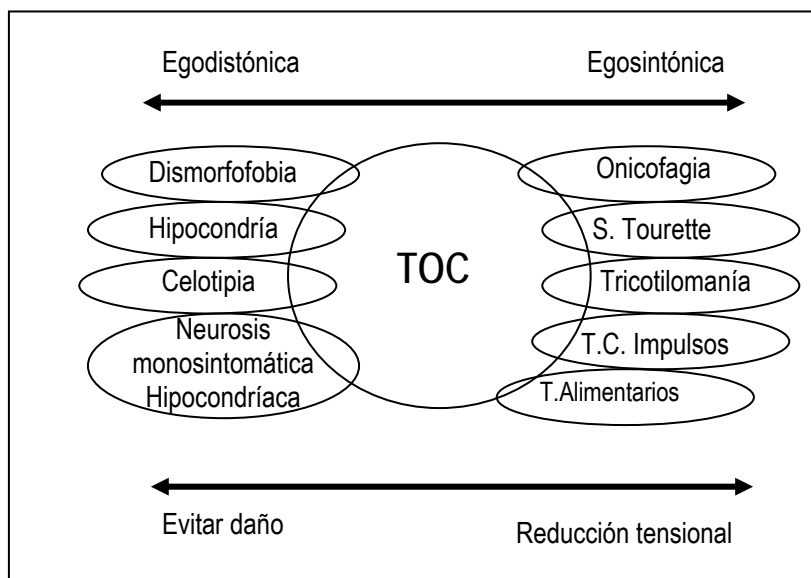 Egodistónica
Egosintónica
Dismorfofobia
Hipocondría
Celotipia
Neurosis
monosintomática
Hipocondríaca
TOC
Onicofagia
S. Tourette
Tricotilomanía
T.C. Impulsos
T.Alimentarios
Evitar daño
Reducción tensional